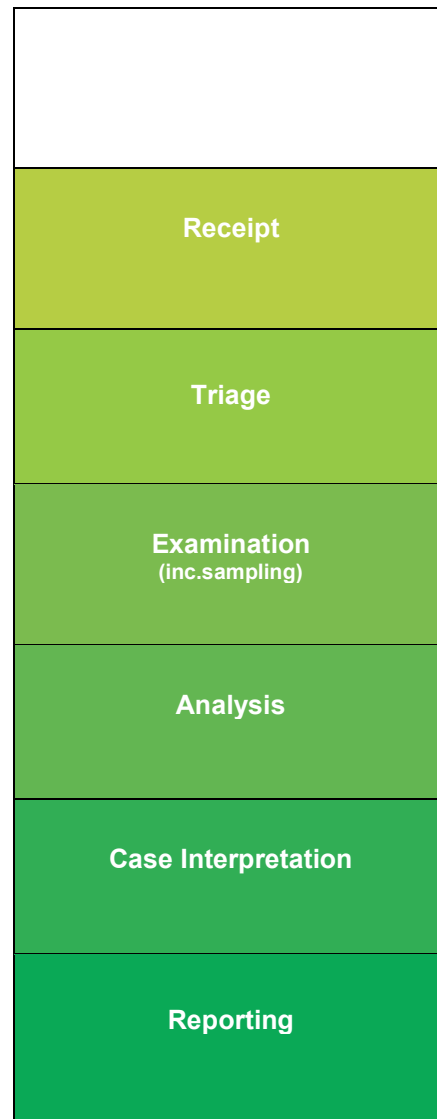 Receipt
Triage
Examination
(inc.sampling)
Analysis
Case Interpretation
Reporting